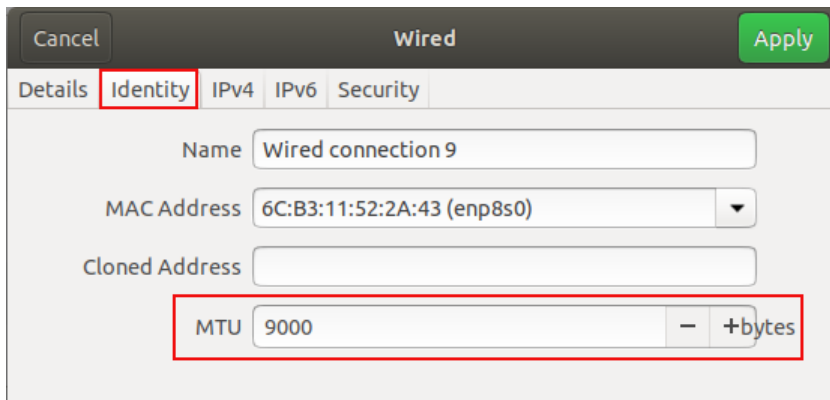 Cancel Wired Apply
Details Identity IPv4 IPv6 Security
Name Wired connection 9
MAC Address 6C:B3:11:52:2A:43 (enp8s0)
Cloned Address
MTU 9000 − + bytes